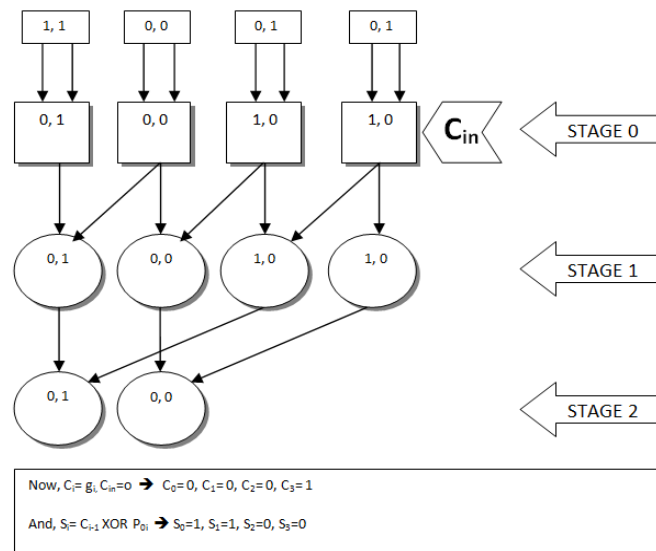 1, 1 0, 0 0, 1 0, 1
0, 1 0, 0 1, 0 1, 0 Cin STAGE 0
0, 1 0, 0 1, 0 1, 0 STAGE 1
0, 1 0, 0 STAGE 2
Now, Ci= gi, Cin=o ➔ C0=0, C1=0, C2=0, C3=1
And, Si= Ci-1 XOR P0i ➔ S0=1, S1=1, S2=0, S3=0